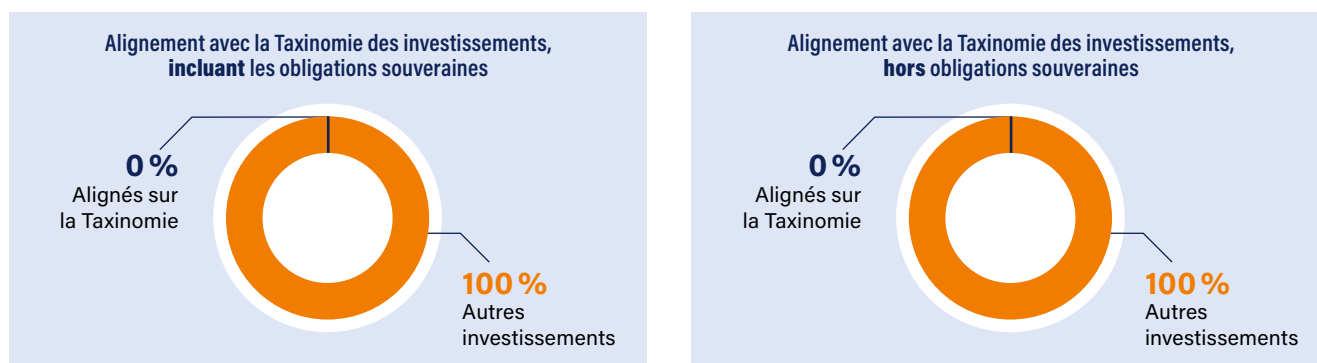 Alignement avec la Taxinomie des investissements,
incluant les obligations souveraines
0 %
Alignés sur
la Taxinomie
100 %
Autres
investissements
Alignement avec la Taxinomie des investissements,
hors obligations souveraines
0 %
Alignés sur
la Taxinomie
100 %
Autres
investissements